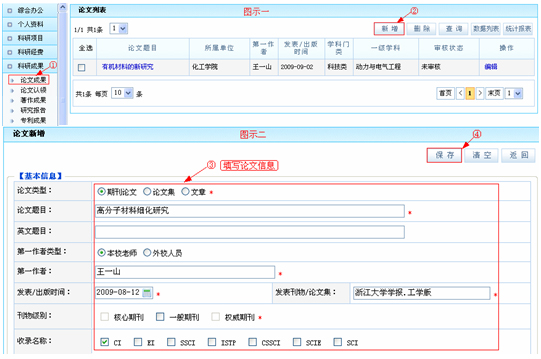 综合办公
个人资料
科研项目
科研经费
科研成果 ①
论文成果
论文认领
著作成果
研究报告
专利成果
论文列表
图示一
②
1/1 共1条 1
新 增 删 除 查 询 数据列表 统计报表
全选 论文题目 所属单位 第一作者 发表/出版时间 学科门类 一级学科 审核状态 操作
有机材料的新研究 化工学院 王一山 2009-09-02 科技类 动力与电气工程 未审核 编辑
共1条 每页 10 条 首页 1 末页 1
论文新增
图示二
④
保 存 清 空 返 回
③ 填写论文信息
【基本信息】
论文类型： 期刊论文 论文集 文章 *
论文题目： 高分子材料细化研究 *
英文题目：
第一作者类型： 本校老师 外校人员
第一作者： 王一山 *
发表/出版时间： 2009-08-12 * 发表刊物/论文集： 浙江大学学报.工学版 *
刊物级别： 核心期刊 一般期刊 权威期刊 *
收录名称： CI EI SSCI ISTP CSSCI SCIE SCI